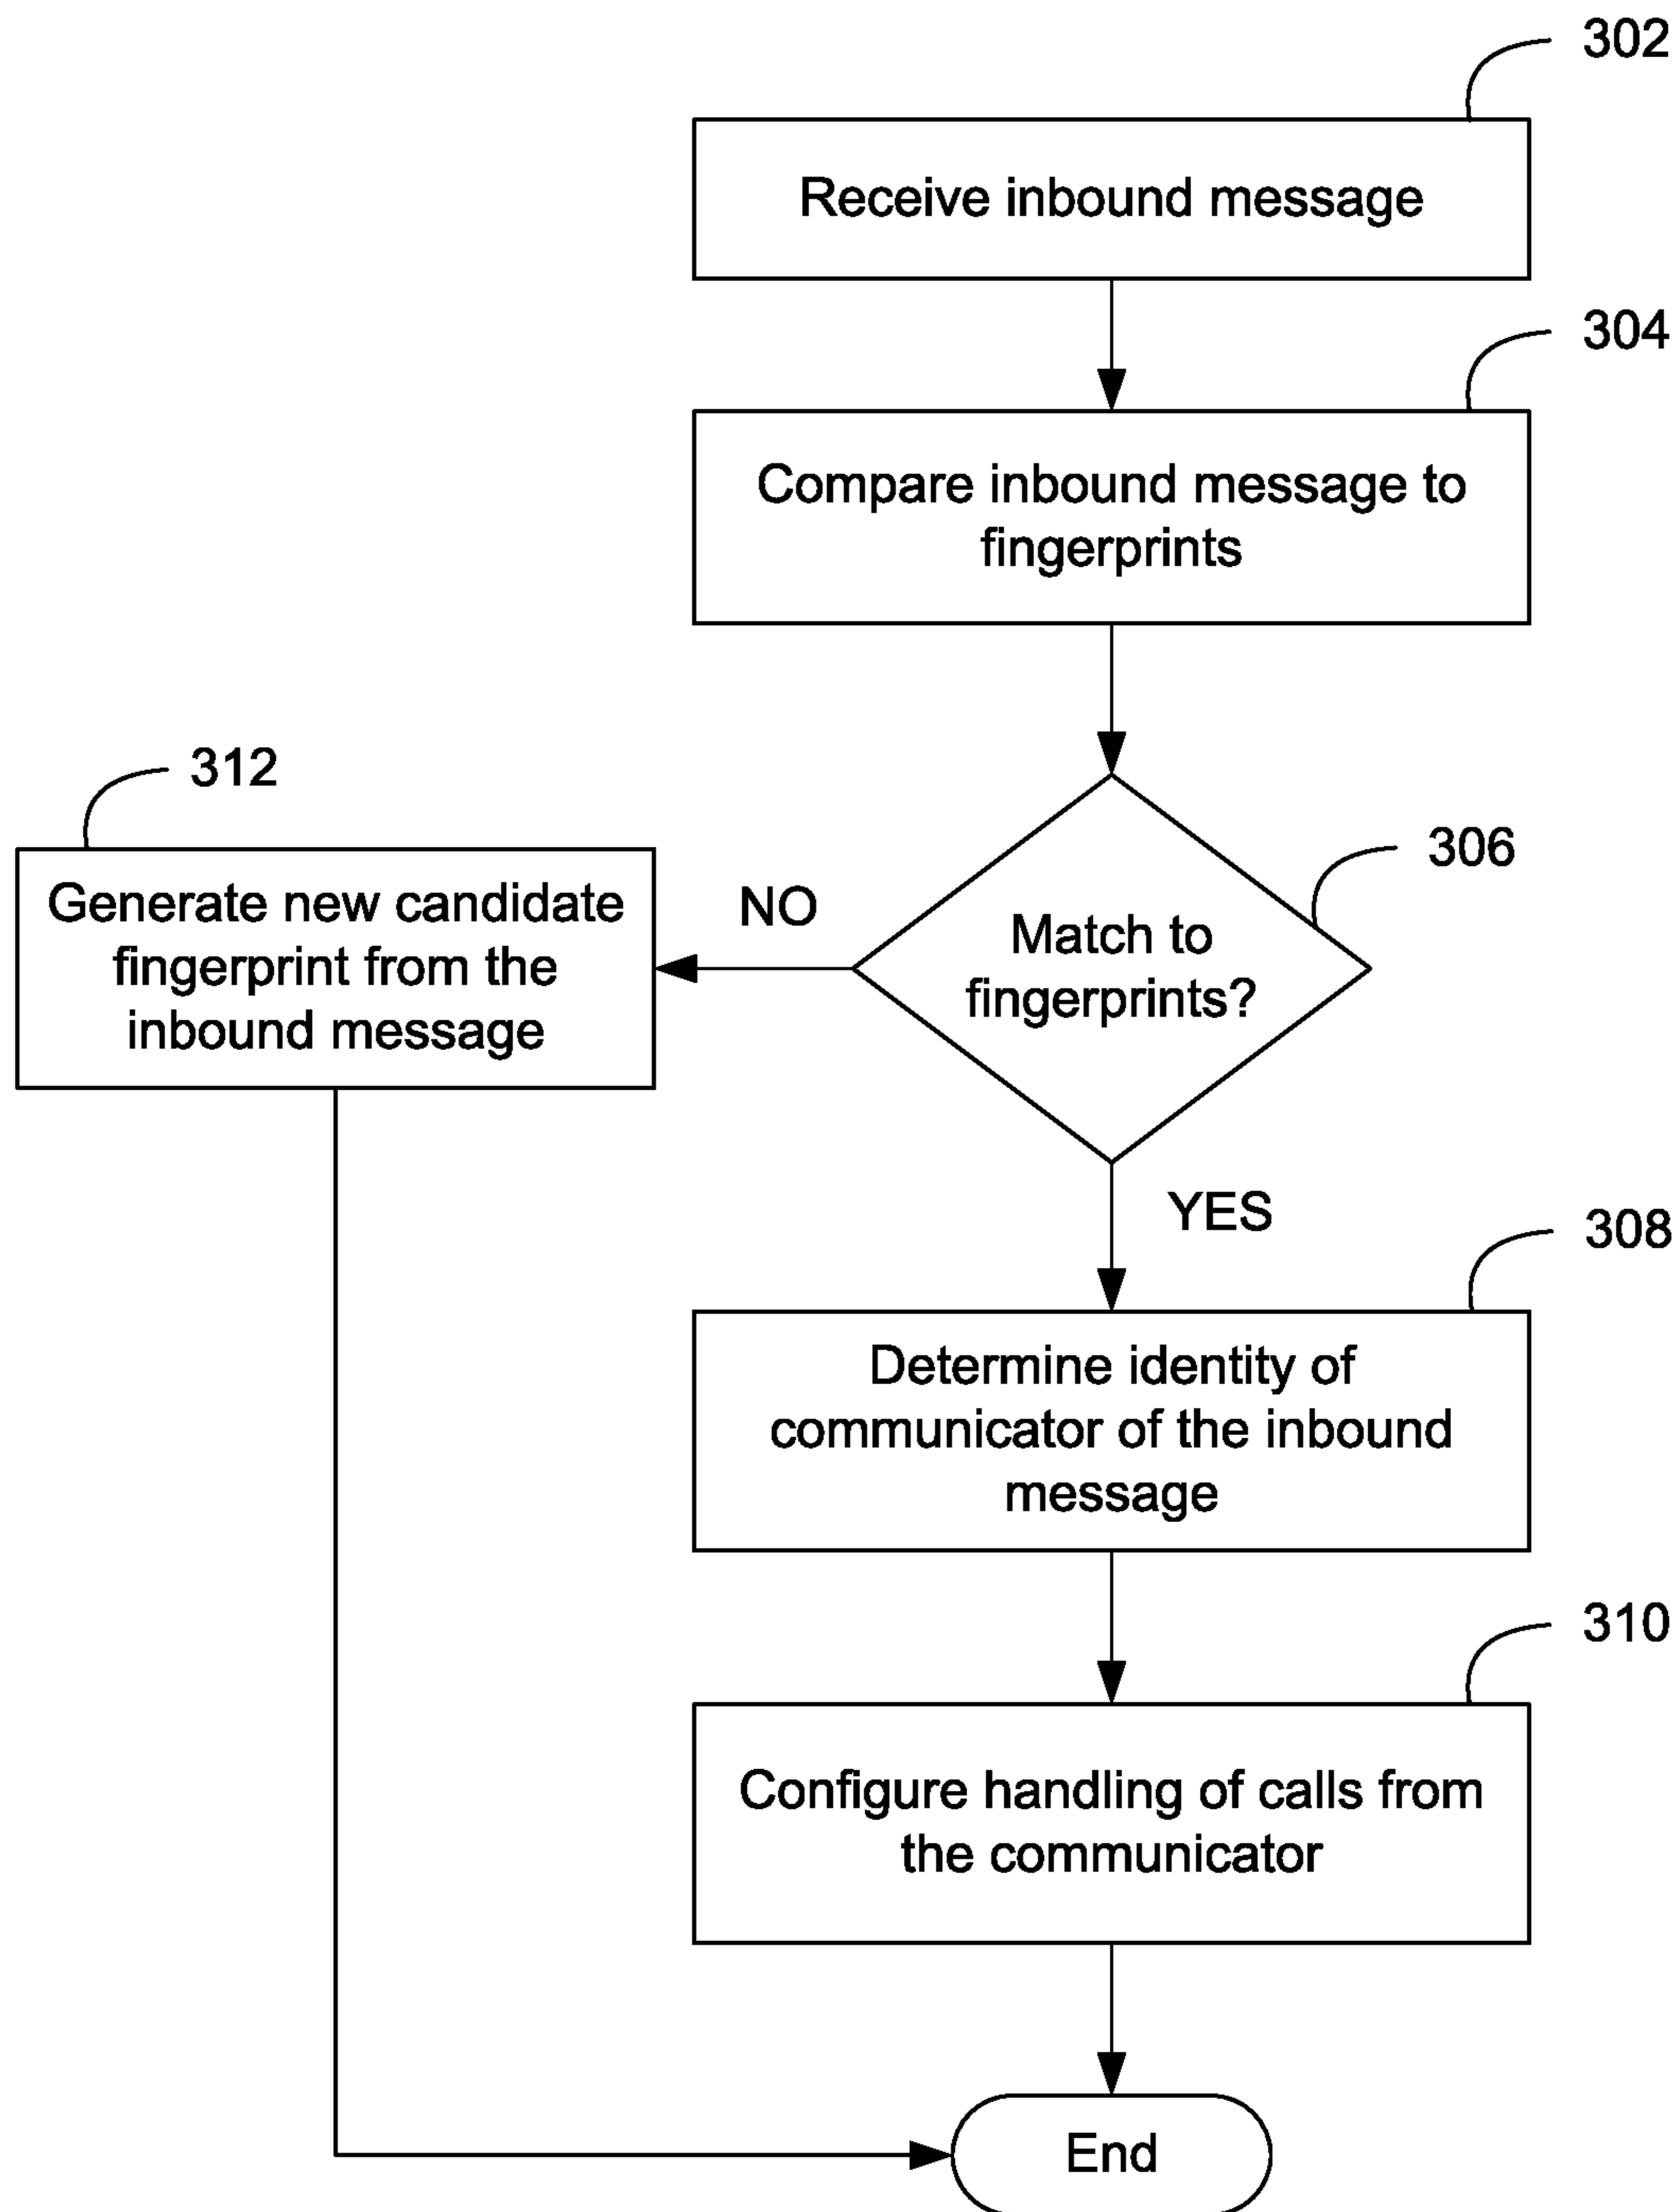 302
Receive inbound message
304
Compare inbound message to
fingerprints
312
306
Generate new candidate
fingerprint from the
inbound message
NO
Match to
fingerprints?
YES
308
Determine identity of
communicator of the inbound
message
310
Configure handling of calls from
the communicator
End